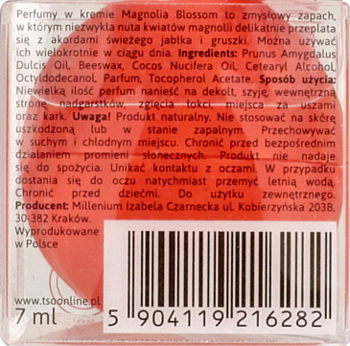 Perfumy w kremie Magnolia Blossom to zmysłowy zapach,
w którym niezwykła nuta kwiatów magnolii delikatnie przeplata
się z akordami świeżego jabłka i gruszki. Można używać
ich wielokrotnie w ciągu dnia. Ingredients: Prunus Amygdalus
Dulcis Oil, Beeswax, Cocos Nucifera Oil, Cetearyl Alcohol,
Octyldodecanol, Parfum, Tocopherol Acetate. Sposób użycia:
Niewielką ilość perfum nanieść na dekolt, szyję, wewnętrzną
stronę nadgarstków, zgięcia łokci, miejsca za uszami
oraz kark. Uwaga! Produkt naturalny. Nie stosować na skórę
uszkodzoną lub w stanie zapalnym. Przechowywać
w suchym i chłodnym miejscu. Chronić przed bezpośrednim
działaniem promieni słonecznych. Produkt nie nadaje
się do spożycia. Unikać kontaktu z oczami. W przypadku
dostania się do oczu natychmiast przemyć letnią wodą.
Chronić przed dziećmi. Do użytku zewnętrznego.
Producent: Millenium Izabela Czarnecka ul. Kobierzyńska 203B,
30-382 Kraków.
Wyprodukowane
w Polsce
www.tsoonline.pl
7 ml
5 904119 216282